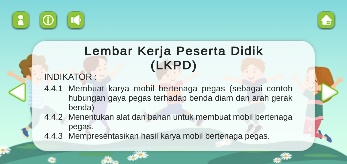 Lembar Kerja Peserta Didik
(LKPD)
INDIKATOR :
4.4.1 Membuat karya mobil bertenaga pegas (sebagai contoh
hubungan gaya pegas terhadap benda diam dan arah gerak
benda)
4.4.2 Menentukan alat dan bahan untuk membuat mobil bertenaga
pegas.
4.4.3 Mempresentasikan hasil karya mobil bertenaga pegas.